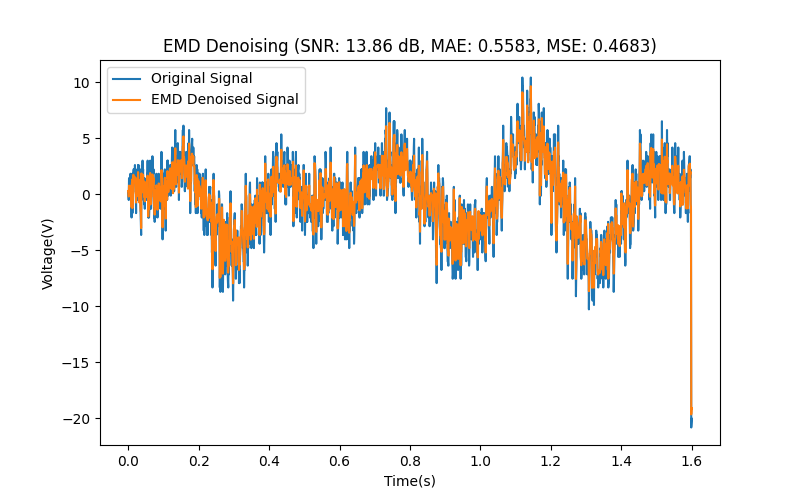 EMD Denoising (SNR: 13.86 dB, MAE: 0.5583, MSE: 0.4683)
Original Signal
EMD Denoised Signal
10
5
0
−5
−10
−15
−20
Voltage(V)
0.0 0.2 0.4 0.6 0.8 1.0 1.2 1.4 1.6
Time(s)